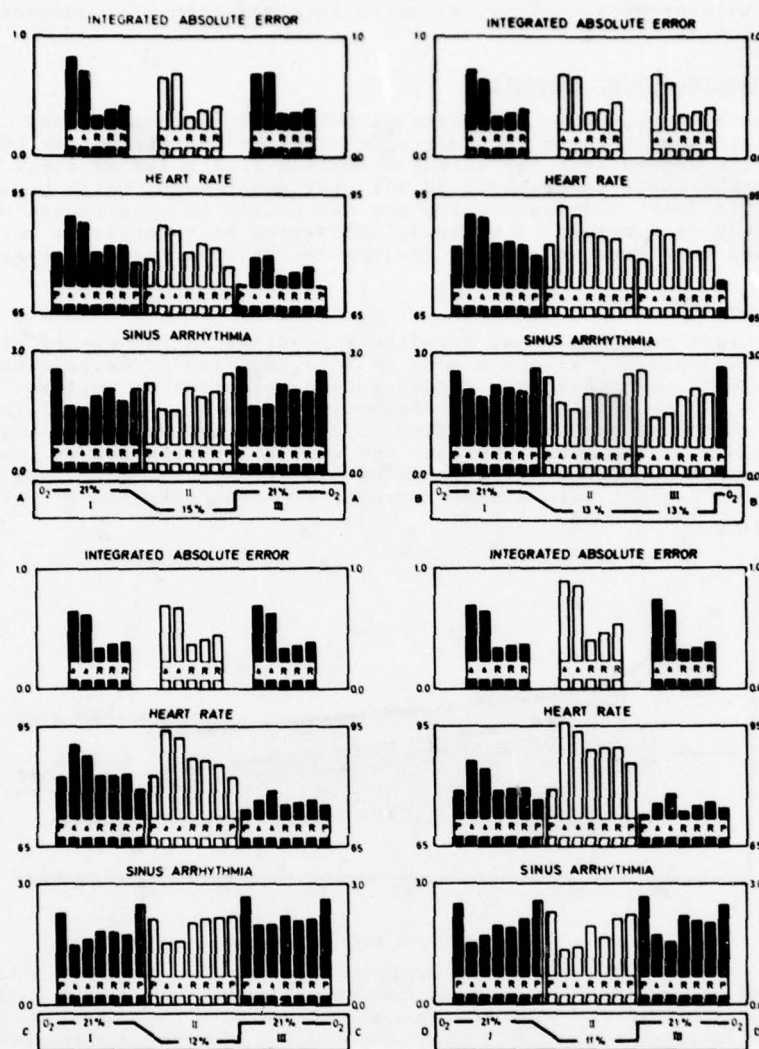 INTEGRATED ABSOLUTE ERROR
1.0 1.0
A A R R R A A R R R A A R R R
0.0 0.0
HEART RATE
95 95
P A A R R R P P A A R R R P P A A R R R P
65 65
SINUS ARRHYTHMIA
3.0 3.0
P A A R R R P P A A R R R P P A A R R R P
0.0 0.0
A O2 21% I II 15% 21% III O2 A
INTEGRATED ABSOLUTE ERROR
1.0 1.0
A A R R R A A R R R A A R R R
0.0 0.0
HEART RATE
95 95
P A A R R R P P A A R R R P P A A R R R P
65 65
SINUS ARRHYTHMIA
3.0 3.0
P A A R R R P P A A R R R P P A A R R R P
0.0 0.0
B O2 21% I II 13% III 13% O2 B
INTEGRATED ABSOLUTE ERROR
1.0 1.0
A A R R R A A R R R A A R R R
0.0 0.0
HEART RATE
95 95
P A A R R R P P A A R R R P P A A R R R P
65 65
SINUS ARRHYTHMIA
3.0 3.0
P A A R R R P P A A R R R P P A A R R R P
0.0 0.0
C O2 21% I II 12% 21% III O2 C
INTEGRATED ABSOLUTE ERROR
1.0 1.0
A A R R R A A R R R A A R R R
0.0 0.0
HEART RATE
95 95
P A A R R R P P A A R R R P P A A R R R P
65 65
SINUS ARRHYTHMIA
3.0 3.0
P A A R R R P P A A R R R P P A A R R R P
0.0 0.0
D O2 21% I II 11% 21% III O2 D